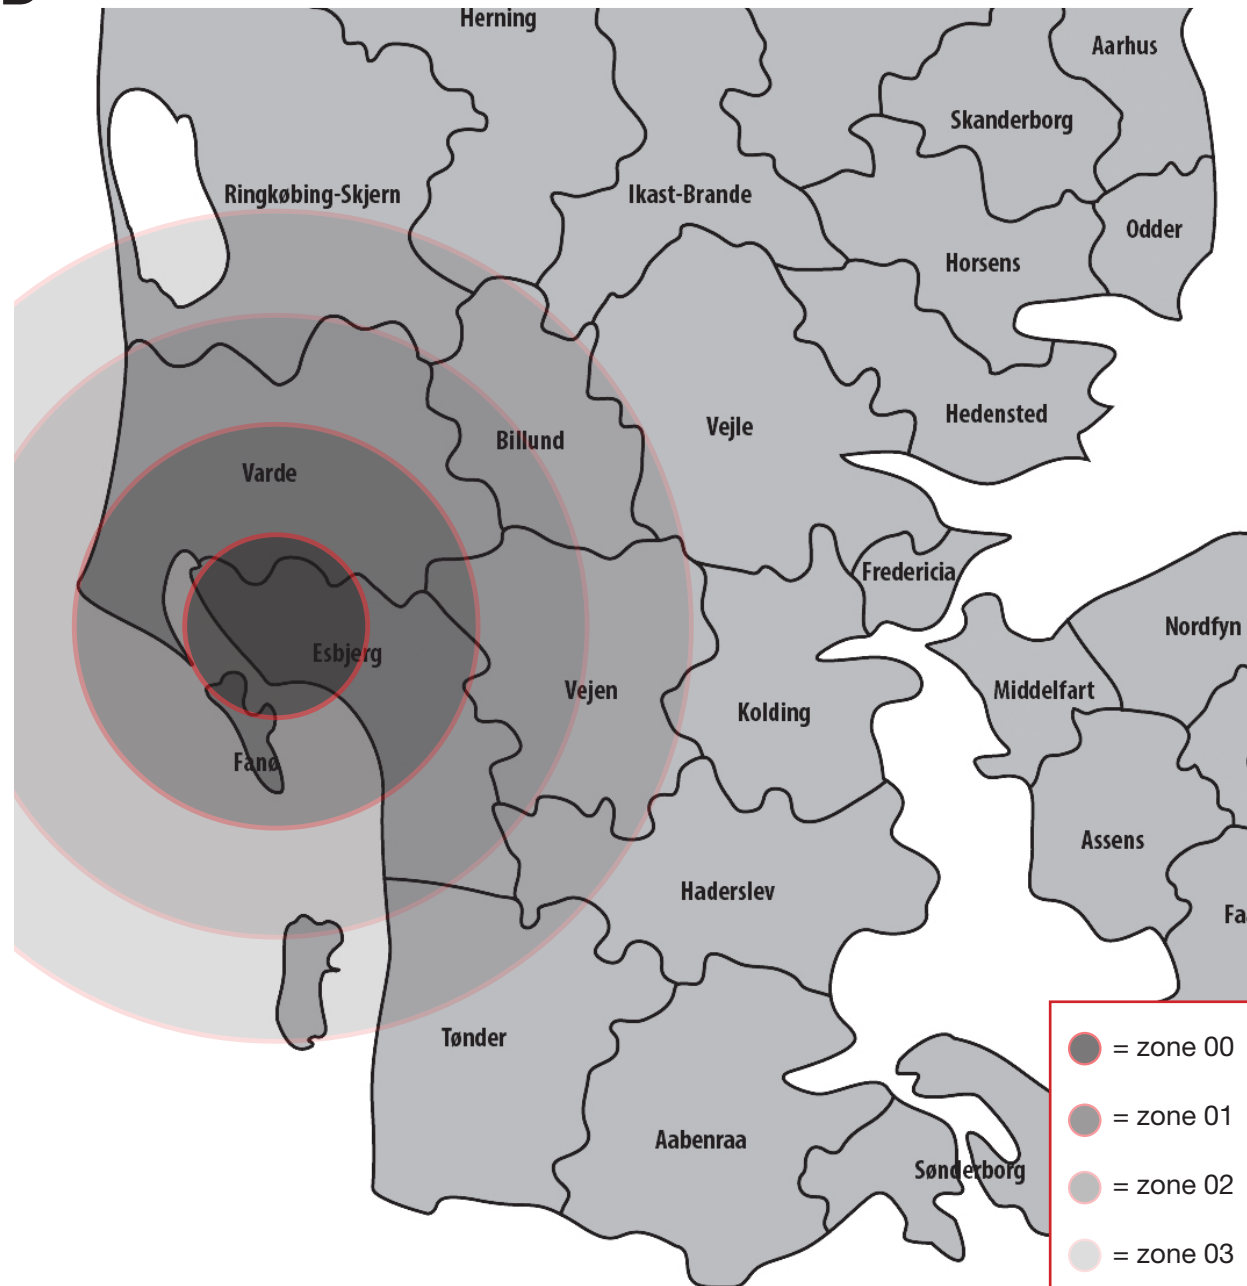 Herning
Aarhus
Skanderborg
Ringkøbing-Skjern
Ikast-Brande
Odder
Horsens
Hedensted
Vejle
Billund
Varde
Fredericia
Nordfyn
Esbjerg
Vejen
Middelfart
Kolding
Fanø
Assens
Haderslev
Fa
Tønder
= zone 00
= zone 01
Aabenraa
Sønderborg
= zone 02
= zone 03